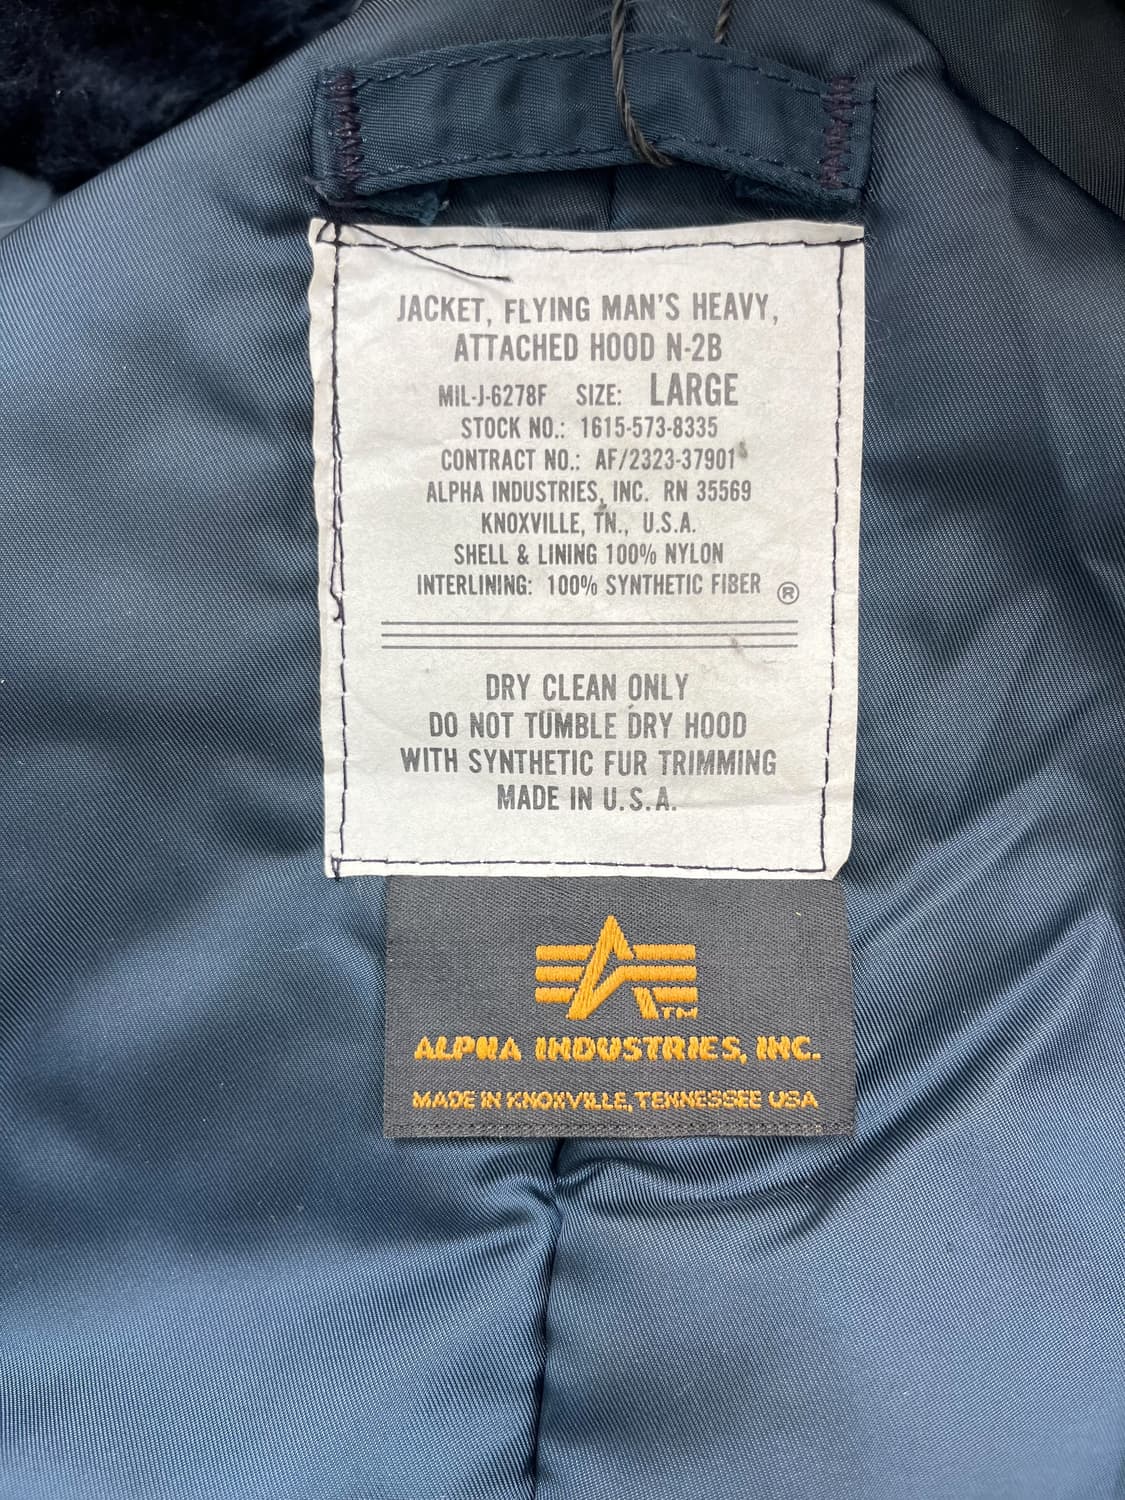 JACKET, FLYING MAN'S HEAVY,
ATTACHED HOOD N-2B
MIL-J-6278F SIZE: LARGE
STOCK NO.: 1615-573-8335
CONTRACT NO.: AF/2323-37901
ALPHA INDUSTRIES, INC. RN 35569
KNOXVILLE, TN., U.S.A.
SHELL & LINING 100% NYLON
INTERLINING: 100% SYNTHETIC FIBER ®
DRY CLEAN ONLY
DO NOT TUMBLE DRY HOOD
WITH SYNTHETIC FUR TRIMMING
MADE IN U.S.A.
TM
ALPHA INDUSTRIES, INC.
MADE IN KNOXVILLE, TENNESSEE USA